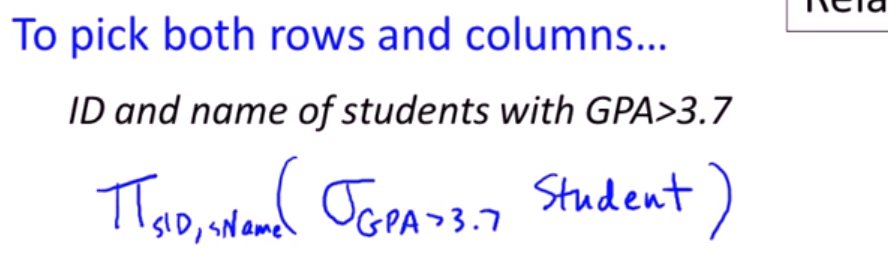 To pick both rows and columns...
ID and name of students with GPA>3.7
π sID, sName ( σ GPA>3.7 Student )